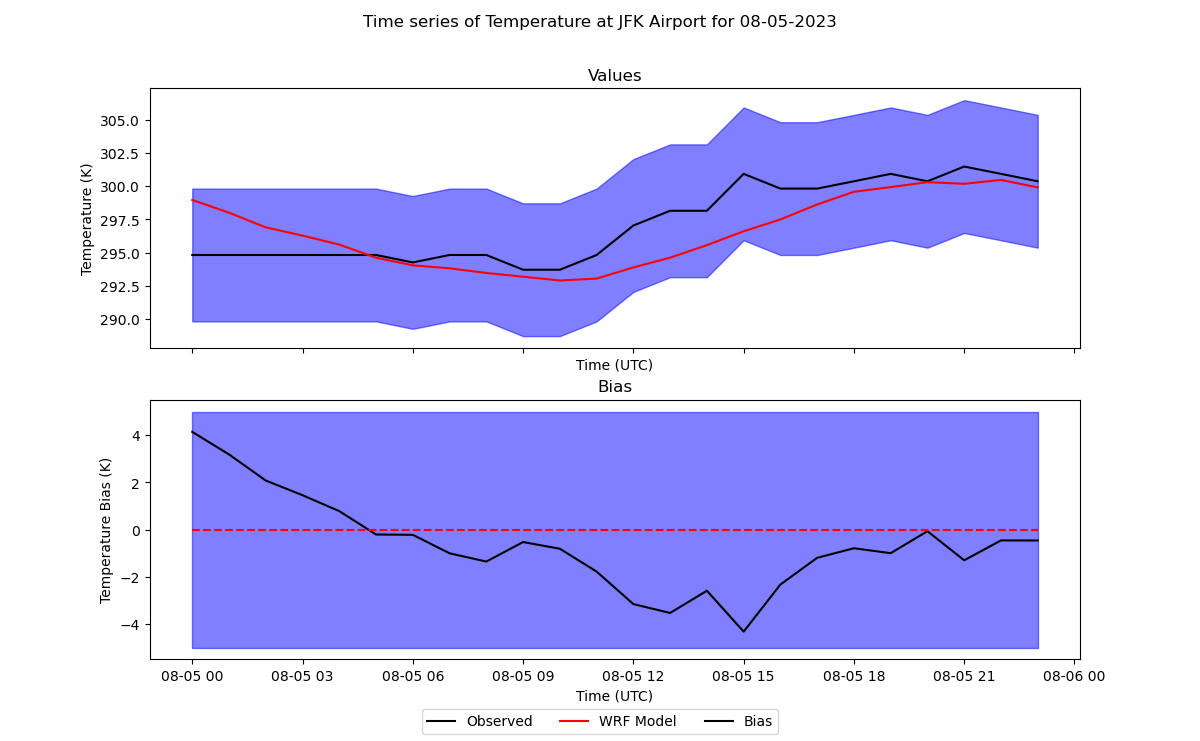 Time series of Temperature at JFK Airport for 08-05-2023
Values
Temperature (K)
305.0
302.5
300.0
297.5
295.0
292.5
290.0
Time (UTC)
Bias
Temperature Bias (K)
4
2
0
−2
−4
08-05 00 08-05 03 08-05 06 08-05 09 08-05 12 08-05 15 08-05 18 08-05 21 08-06 00
Time (UTC)
Observed WRF Model Bias